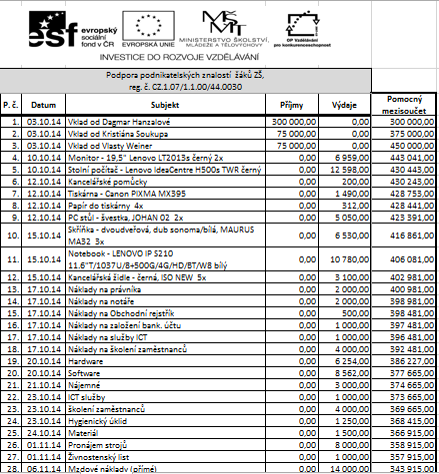 esf evropský sociální fond v ČR EVROPSKÁ UNIE MINISTERSTVO ŠKOLSTVÍ, MLÁDEŽE A TĚLOVÝCHOVY OP Vzdělávání pro konkurenceschopnost
INVESTICE DO ROZVOJE VZDĚLÁVÁNÍ
Podpora podnikatelských znalostí žáků ZŠ,
reg. č. CZ.1.07/1.1.00/44.0030
P. č. Datum Subjekt Příjmy Výdaje Pomocný mezisoučet
1. 03.10.14 Vklad od Dagmar Hanzalové 300 000,00 0,00 300 000,00
2. 03.10.14 Vklad od Kristiána Soukupa 75 000,00 0,00 375 000,00
3. 03.10.14 Vklad od Vlasty Weiner 75 000,00 0,00 450 000,00
4. 10.10.14 Monitor - 19,5" Lenovo LT2013s černý 2x 0,00 6 959,00 443 041,00
5. 10.10.14 Stolní počítač - Lenovo IdeaCentre H500s TWR černý 0,00 12 598,00 430 443,00
6. 12.10.14 Kancelářské pomůcky 0,00 200,00 430 243,00
7. 12.10.14 Tiskárna - Canon PIXMA MX395 0,00 1 490,00 428 753,00
8. 12.10.14 Papír do tiskárny 4x 0,00 312,00 428 441,00
9. 12.10.14 PC stůl - švestka, JOHAN 02 2x 0,00 5 050,00 423 391,00
10. 15.10.14 Skříňka - dvoudveřová, dub sonoma/bílá, MAURUS
MA32 3x 0,00 6 530,00 416 861,00
11. 15.10.14 Notebook - LENOVO IP S210
11.6"T/1037U/8+500G/4G/HD/BT/W8 bílý 0,00 10 780,00 406 081,00
12. 15.10.14 Kancelářská židle - černá, ISO NEW 5x 0,00 3 100,00 402 981,00
13. 17.10.14 Náklady na právníka 0,00 2 000,00 400 981,00
14. 17.10.14 Náklady na notáře 0,00 2 000,00 398 981,00
15. 17.10.14 Náklady na Obchodní rejstřík 0,00 500,00 398 481,00
16. 17.10.14 Náklady na založení bank. účtu 0,00 1 000,00 397 481,00
17. 17.10.14 Náklady na služby ICT 0,00 1 000,00 396 481,00
18. 17.10.14 Náklady na školení zaměstnanců 0,00 4 000,00 392 481,00
19. 20.10.14 Hardware 0,00 6 254,00 386 227,00
20. 20.10.14 Software 0,00 8 562,00 377 665,00
21. 21.10.14 Nájemné 0,00 3 000,00 374 665,00
22. 23.10.14 ICT služby 0,00 1 000,00 373 665,00
23. 23.10.14 školení zaměstnanců 0,00 4 000,00 369 665,00
24. 23.10.14 Hygienický úklid 0,00 1 250,00 368 415,00
25. 24.10.14 Materiál 0,00 1 500,00 366 915,00
26. 01.11.14 Pronájem strojů 0,00 8 000,00 358 915,00
27. 01.11.14 Živnostenský list 0,00 1 000,00 357 915,00
28. 06.11.14 Mzdové náklady (přímé) 0,00 14 000,00 343 915,00